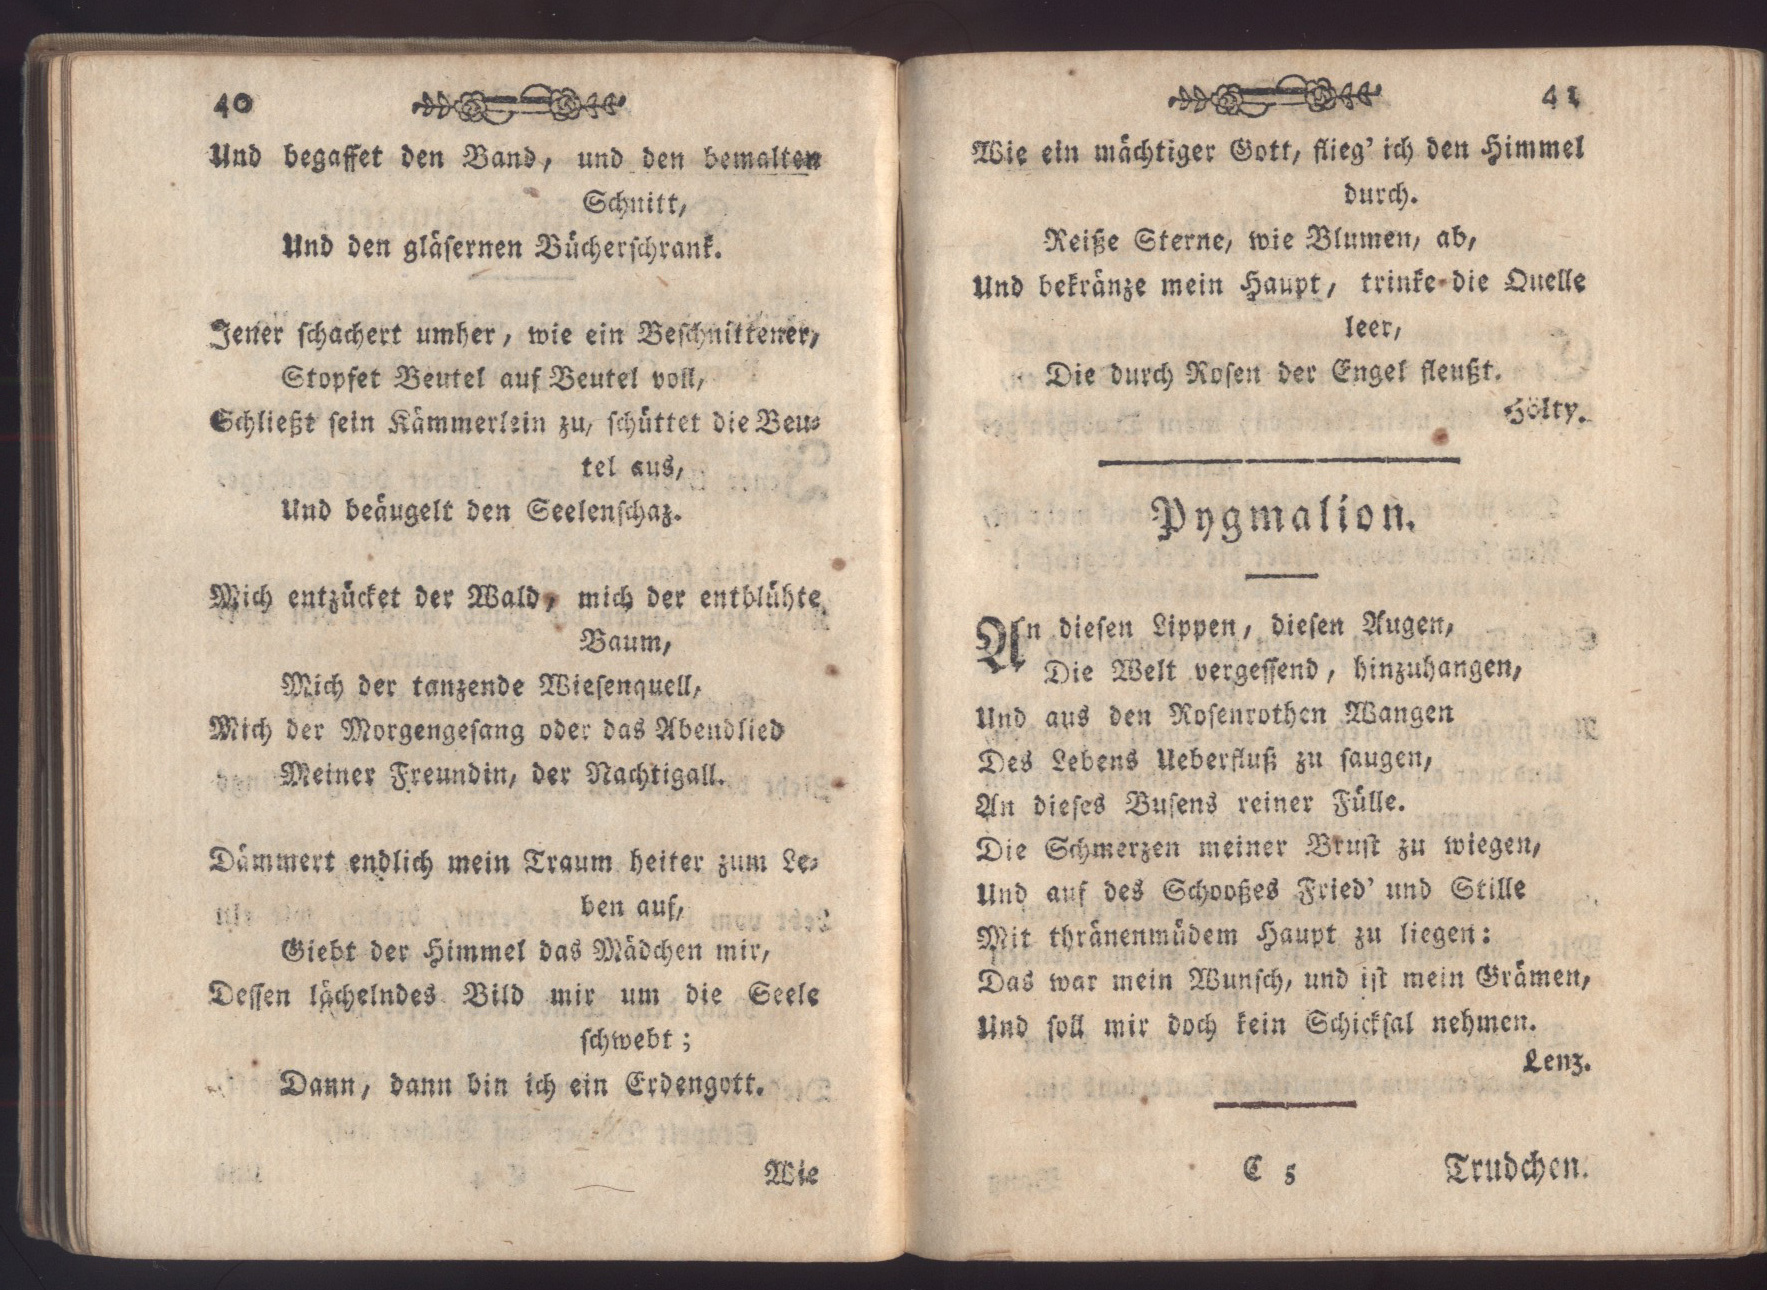 40
Und begaffet den Band, und den bemalten
Schnitt,
Und den gläsernen Bücherschrank.
Jener schachert umher, wie ein Beschnittener,
Stopfet Beutel auf Beutel voll,
Schließt sein Kämmerlein zu, schüttet die Beu-
tel aus,
Und beäugelt den Seelenschaz.
Mich entzücket der Wald, mich der entblühte
Baum,
Mich der tanzende Wiesenquell,
Mich der Morgengesang oder das Abendlied
Meiner Freundin, der Nachtigall.
Dämmert endlich mein Traum heiter zum Le-
ben auf,
Giebt der Himmel das Mädchen mir,
Dessen lächelndes Bild mir um die Seele
schwebt;
Dann, dann bin ich ein Erdengott.
Wie
41
Wie ein mächtiger Gott, flieg' ich den Himmel
durch.
Reiße Sterne, wie Blumen, ab,
Und bekränze mein Haupt, trinke die Quelle
leer,
Die durch Rosen der Engel fleußt.
Hölty.
Pygmalion.
An diesen Lippen, diesen Augen,
Die Welt vergessend, hinzuhangen,
Und aus den Rosenrothen Wangen
Des Lebens Ueberfluß zu saugen,
An dieses Busens reiner Fülle.
Die Schmerzen meiner Brust zu wiegen,
Und auf des Schooßes Fried' und Stille
Mit thränenmüdem Haupt zu liegen:
Das war mein Wunsch, und ist mein Grämen,
Und soll mir doch kein Schicksal nehmen.
Lenz.
C 5 Trudchen.